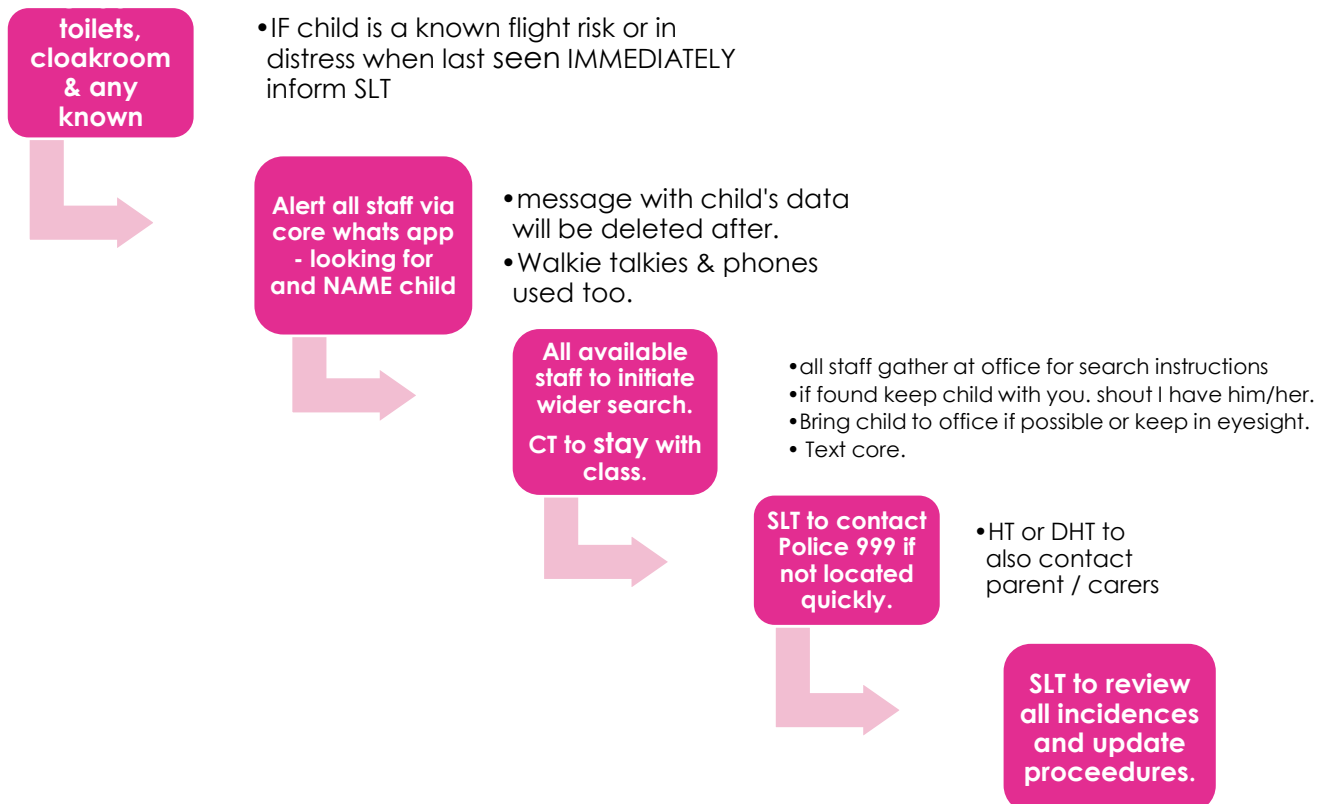 toilets,
cloakroom
& any
known
•IF child is a known flight risk or in
distress when last seen IMMEDIATELY
inform SLT
Alert all staff via
core whats app
- looking for
and NAME child
•message with child's data
will be deleted after.
•Walkie talkies & phones
used too.
All available
staff to initiate
wider search.
CT to stay with
class.
•all staff gather at office for search instructions
•if found keep child with you. shout I have him/her.
•Bring child to office if possible or keep in eyesight.
• Text core.
SLT to contact
Police 999 if
not located
quickly.
•HT or DHT to
also contact
parent / carers
SLT to review
all incidences
and update
proceedures.